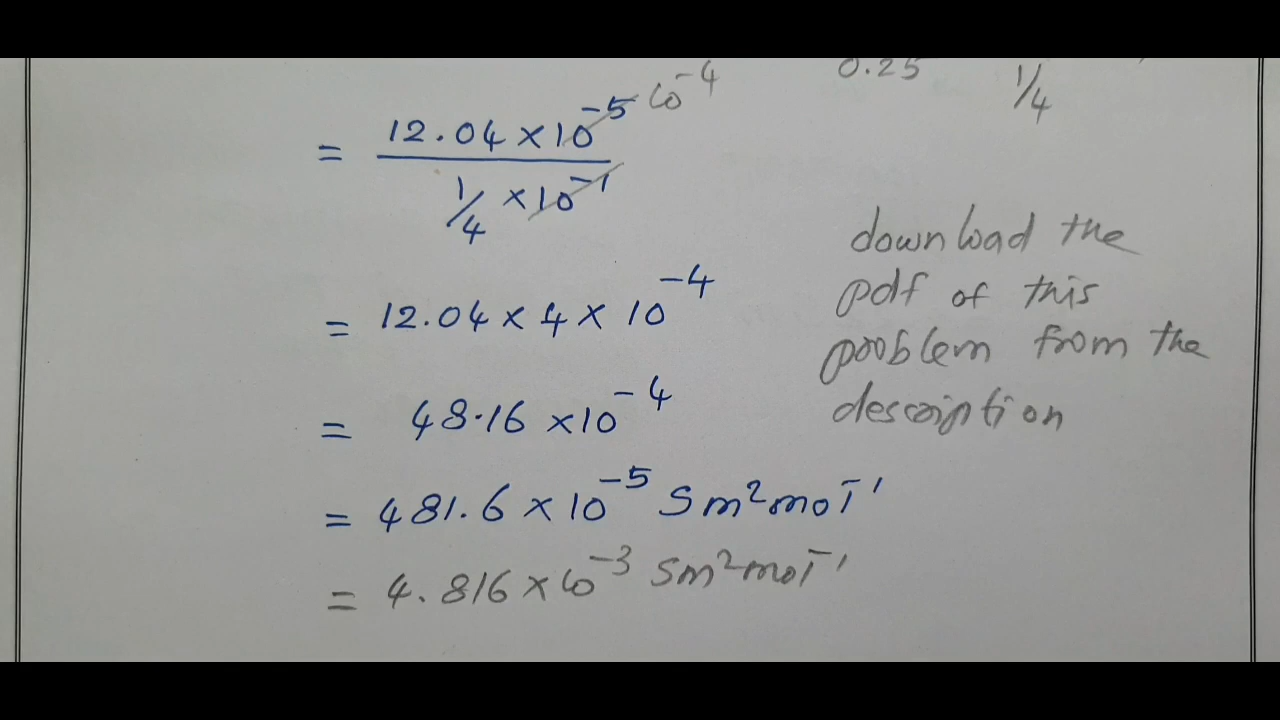 0.25 1/4
= 12.04 × 10⁻⁵ 10⁻⁴
1/4 × 10⁻¹
= 12.04 × 4 × 10⁻⁴
= 48.16 × 10⁻⁴
= 481.6 × 10⁻⁵ Sm²mol⁻¹
= 4.816 × 10⁻³ Sm²mol⁻¹
download the
pdf of this
problem from the
description